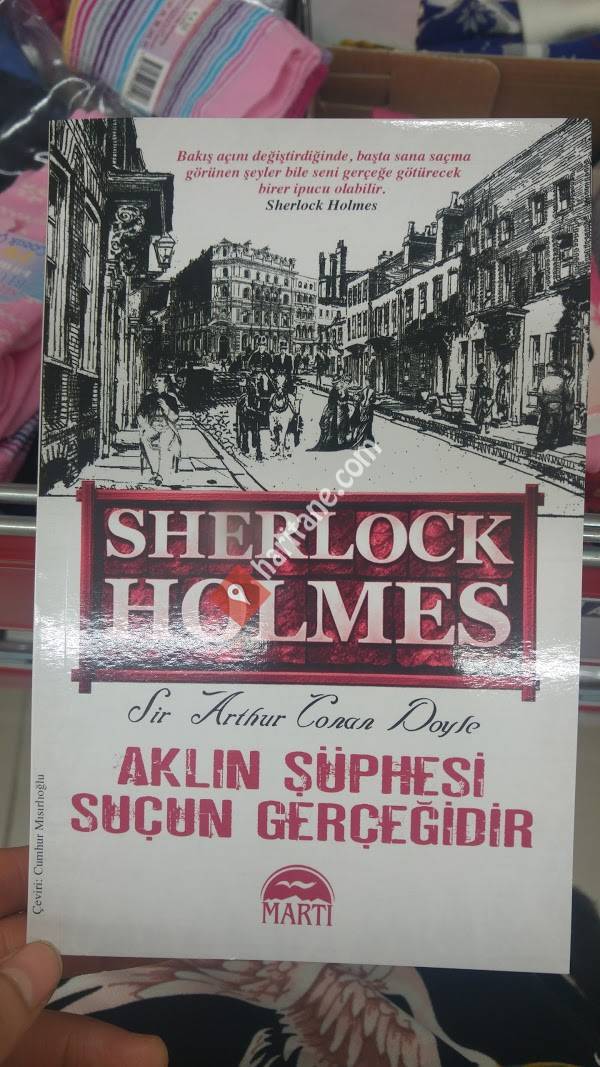 Bakış açını değiştirdiğinde, başta sana saçma
görünen şeyler bile seni gerçeğe götürecek
birer ipucu olabilir.
Sherlock Holmes
SHERLOCK
HOLMES
haritane.com
Sir Arthur Conan Doyle
AKLIN ŞÜPHESİ
SUÇUN GERÇEĞİDİR
MARTI
Çeviri: Cumhur Mısırlıoğlu